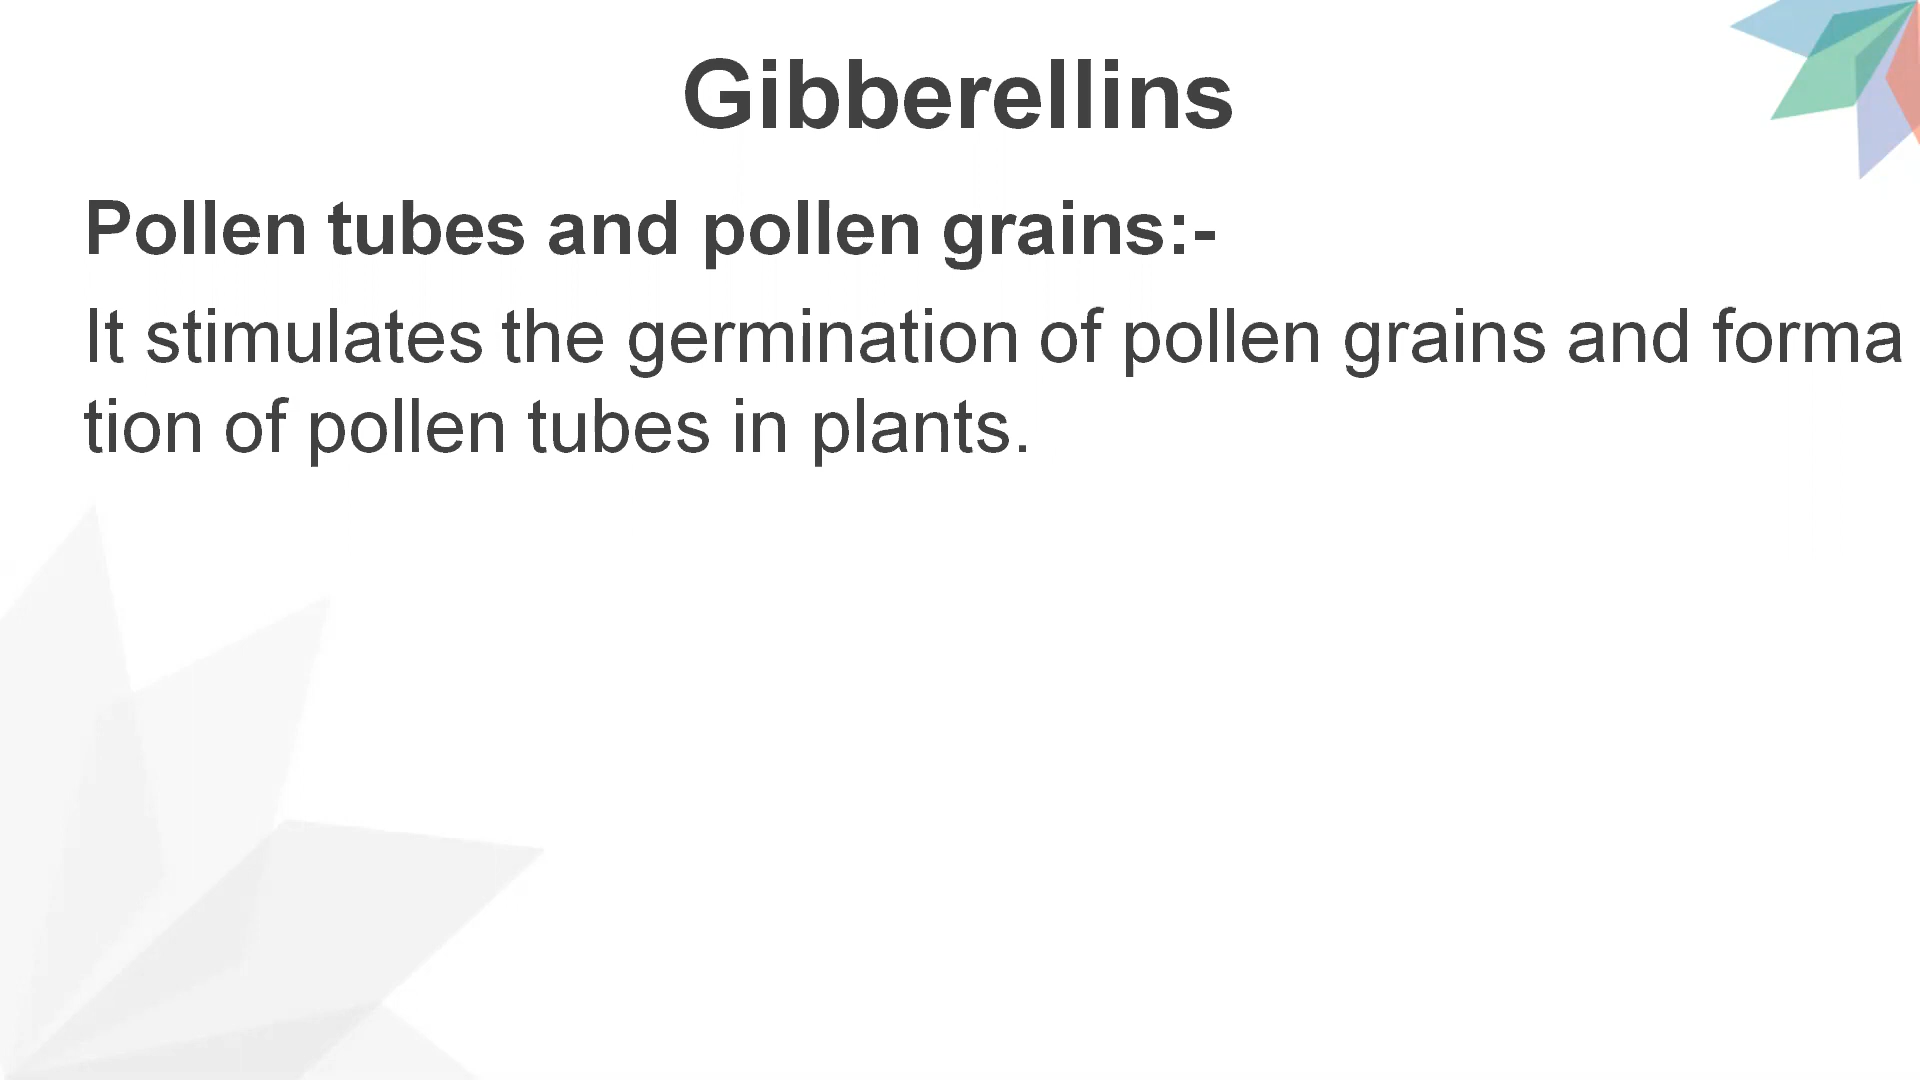 Gibberellins
Pollen tubes and pollen grains:-
It stimulates the germination of pollen grains and forma
tion of pollen tubes in plants.